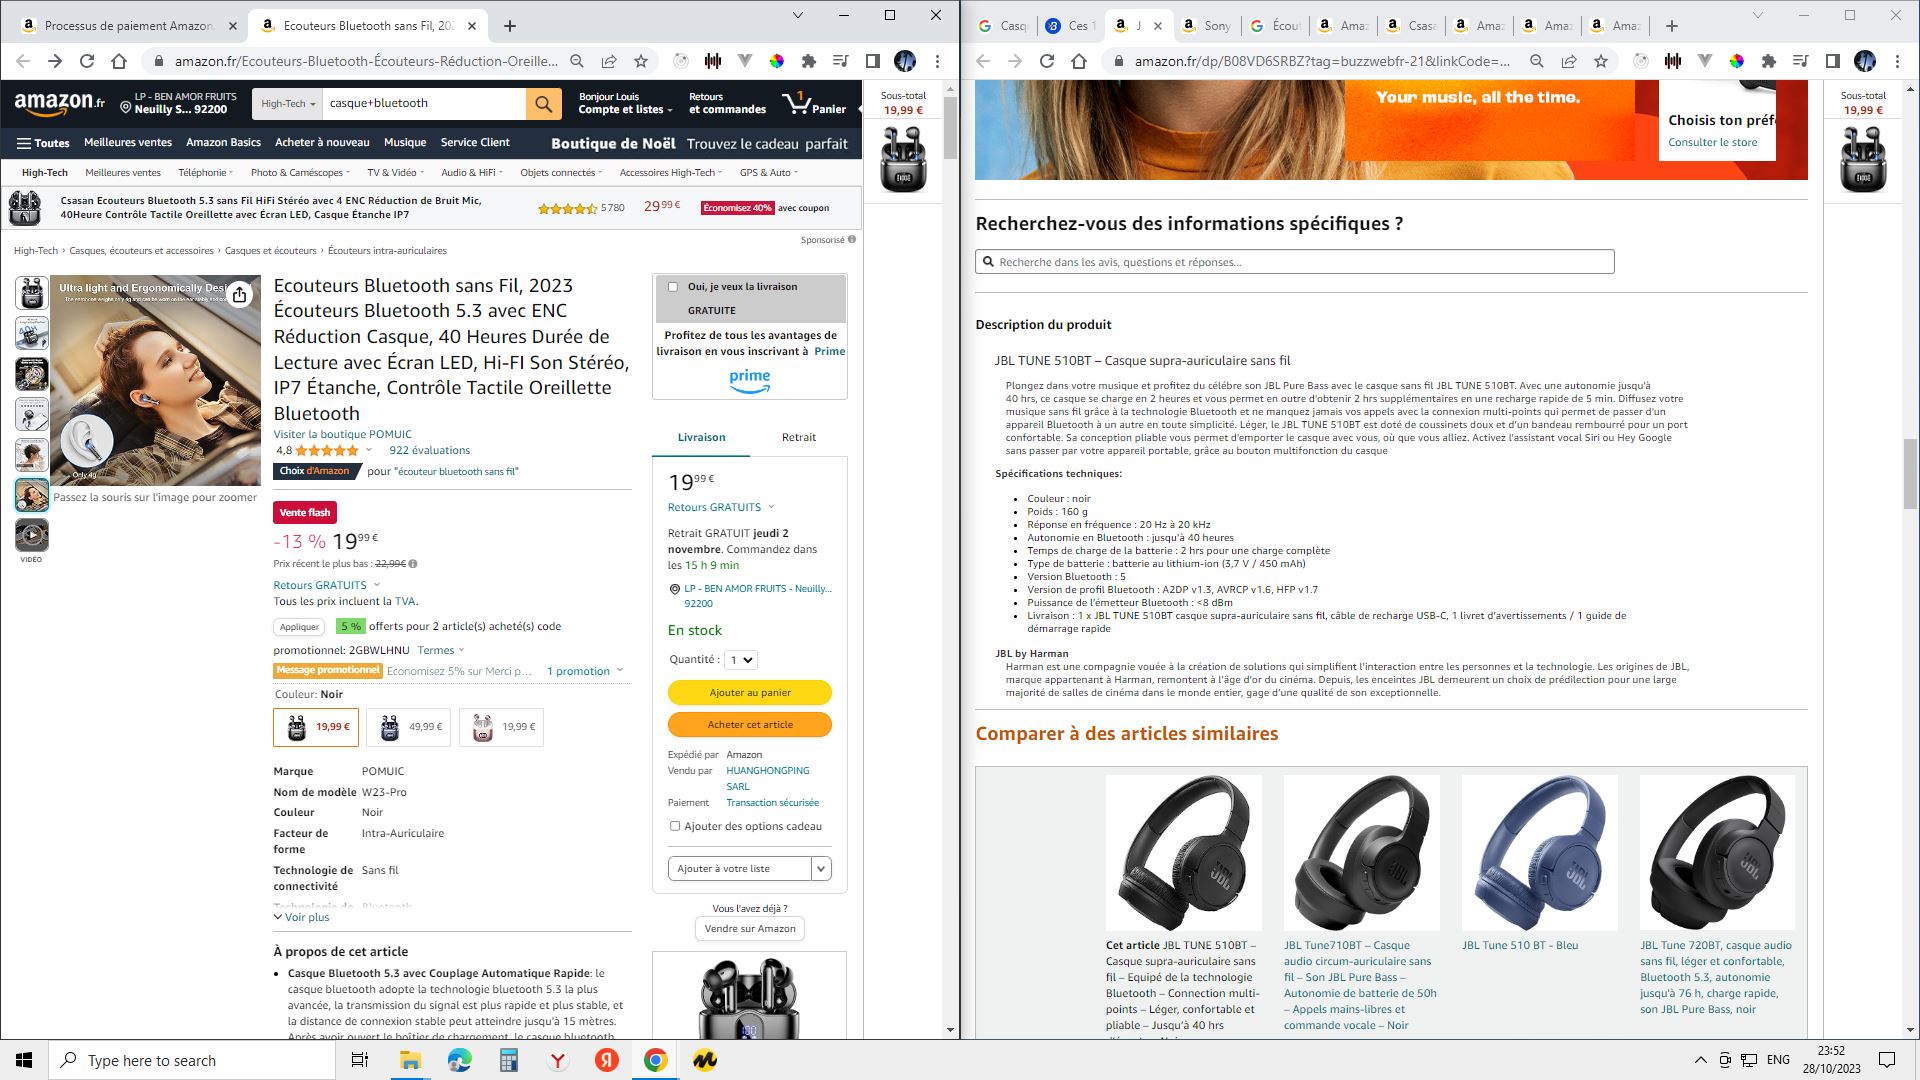 Processus de paiement Amazon.
Ecouteurs Bluetooth sans Fil, 202
amazon.fr/Ecouteurs-Bluetooth-Écouteurs-Réduction-Oreille...
amazon.fr
LP - BEN AMOR FRUITS
Neuilly S... 92200
High-Tech
casque+bluetooth
Bonjour Louis
Compte et listes
Retours
et commandes
1
Panier
Toutes
Meilleures ventes
Amazon Basics
Acheter à nouveau
Musique
Service Client
Boutique de Noël Trouvez le cadeau parfait
High-Tech
Meilleures ventes
Téléphonie
Photo & Caméscopes
TV & Vidéo
Audio & HiFi
Objets connectés
Accessoires High-Tech
GPS & Auto
Csasan Ecouteurs Bluetooth 5.3 sans Fil HiFi Stéréo avec 4 ENC Réduction de Bruit Mic,
40Heure Contrôle Tactile Oreillette avec Écran LED, Casque Étanche IP7
5 780
29,99 €
Économisez 40% avec coupon
Sponsorisé
High-Tech › Casques, écouteurs et accessoires › Casques et écouteurs › Écouteurs intra-auriculaires
Only 4g
Passez la souris sur l'image pour zoomer
VIDEO
Ecouteurs Bluetooth sans Fil, 2023
Écouteurs Bluetooth 5.3 avec ENC
Réduction Casque, 40 Heures Durée de
Lecture avec Écran LED, Hi-FI Son Stéréo,
IP7 Étanche, Contrôle Tactile Oreillette
Bluetooth
Visiter la boutique POMUIC
4,8
922 évaluations
Choix d'Amazon pour "écouteur bluetooth sans fil"
Vente flash
-13 % 19,99 €
Prix récent le plus bas : 22,99€
Retours GRATUITS
Tous les prix incluent la TVA.
Appliquer 5 % offerts pour 2 article(s) acheté(s) code
promotionnel: 2GBWLHNU Termes
Message promotionnel Economisez 5% sur Merci p... 1 promotion
Couleur: Noir
19,99 €
49,99 €
19,99 €
Marque POMUIC
Nom de modèle W23-Pro
Couleur Noir
Facteur de forme Intra-Auriculaire
Technologie de connectivité Sans fil
Voir plus
À propos de cet article
Casque Bluetooth 5.3 avec Couplage Automatique Rapide: le
casque bluetooth adopte la technologie bluetooth 5.3 la plus
avancée, la transmission du signal est plus rapide et plus stable, et
la distance de connexion stable peut atteindre jusqu'à 15 mètres.
Après avoir ouvert le boîtier de chargement, le casque bluetooth
Oui, je veux la livraison
GRATUITE
Profitez de tous les avantages de
livraison en vous inscrivant à Prime
prime
Livraison
Retrait
19,99 €
Retours GRATUITS
Retrait GRATUIT jeudi 2
novembre. Commandez dans
les 15 h 9 min
LP - BEN AMOR FRUITS - Neuilly...
92200
En stock
Quantité : 1
Ajouter au panier
Acheter cet article
Expédié par Amazon
Vendu par HUANGHONGPING
SARL
Paiement Transaction sécurisée
Ajouter des options cadeau
Ajouter à votre liste
Vous l'avez déjà ?
Vendre sur Amazon
Sous-total
19,99 €
Casq
Ces 1
J
Sony
Écout
Amaz
Csasa
Amaz
Amaz
Amaz
amazon.fr/dp/B08VD6SRBZ?tag=buzzwebfr-21&linkCode=...
Your music, all the time.
Choisis ton préf
Consulter le store
Sous-total
19,99 €
Recherchez-vous des informations spécifiques ?
Recherche dans les avis, questions et réponses...
Description du produit
JBL TUNE 510BT – Casque supra-auriculaire sans fil
Plongez dans votre musique et profitez du célèbre son JBL Pure Bass avec le casque sans fil JBL TUNE 510BT. Avec une autonomie jusqu'à
40 hrs, ce casque se charge en 2 heures et vous permet en outre d'obtenir 2 hrs supplémentaires en une recharge rapide de 5 min. Diffusez votre
musique sans fil grâce à la technologie Bluetooth et ne manquez jamais vos appels avec la connexion multi-points qui permet de passer d'un
appareil Bluetooth à un autre en toute simplicité. Léger, le JBL TUNE 510BT est doté de coussinets doux et d'un bandeau rembourré pour un port
confortable. Sa conception pliable vous permet d'emporter le casque avec vous, où que vous alliez. Activez l'assistant vocal Siri ou Hey Google
sans passer par votre appareil portable, grâce au bouton multifonction du casque
Spécifications techniques:
Couleur : noir
Poids : 160 g
Réponse en fréquence : 20 Hz à 20 kHz
Autonomie en Bluetooth : jusqu'à 40 heures
Temps de charge de la batterie : 2 hrs pour une charge complète
Type de batterie : batterie au lithium-ion (3,7 V / 450 mAh)
Version Bluetooth : 5
Version de profil Bluetooth : A2DP v1.3, AVRCP v1.6, HFP v1.7
Puissance de l'émetteur Bluetooth : <8 dBm
Livraison : 1 x JBL TUNE 510BT casque supra-auriculaire sans fil, câble de recharge USB-C, 1 livret d'avertissements / 1 guide de
démarrage rapide
JBL by Harman
Harman est une compagnie vouée à la création de solutions qui simplifient l'interaction entre les personnes et la technologie. Les origines de JBL,
marque appartenant à Harman, remontent à l'âge d'or du cinéma. Depuis, les enceintes JBL demeurent un choix de prédilection pour une large
majorité de salles de cinéma dans le monde entier, gage d'une qualité de son exceptionnelle.
Comparer à des articles similaires
Cet article JBL TUNE 510BT –
Casque supra-auriculaire sans
fil – Equipé de la technologie
Bluetooth – Connection multi-
points – Léger, confortable et
pliable – Jusqu'à 40 hrs
JBL Tune710BT – Casque
audio circum-auriculaire sans
fil – Son JBL Pure Bass –
Autonomie de batterie de 50h
– Appels mains-libres et
commande vocale – Noir
JBL Tune 510 BT - Bleu
JBL Tune 720BT, casque audio
sans fil, léger et confortable,
Bluetooth 5.3, autonomie
jusqu'à 76 h, charge rapide,
son JBL Pure Bass, noir
Type here to search
ENG
23:52
28/10/2023